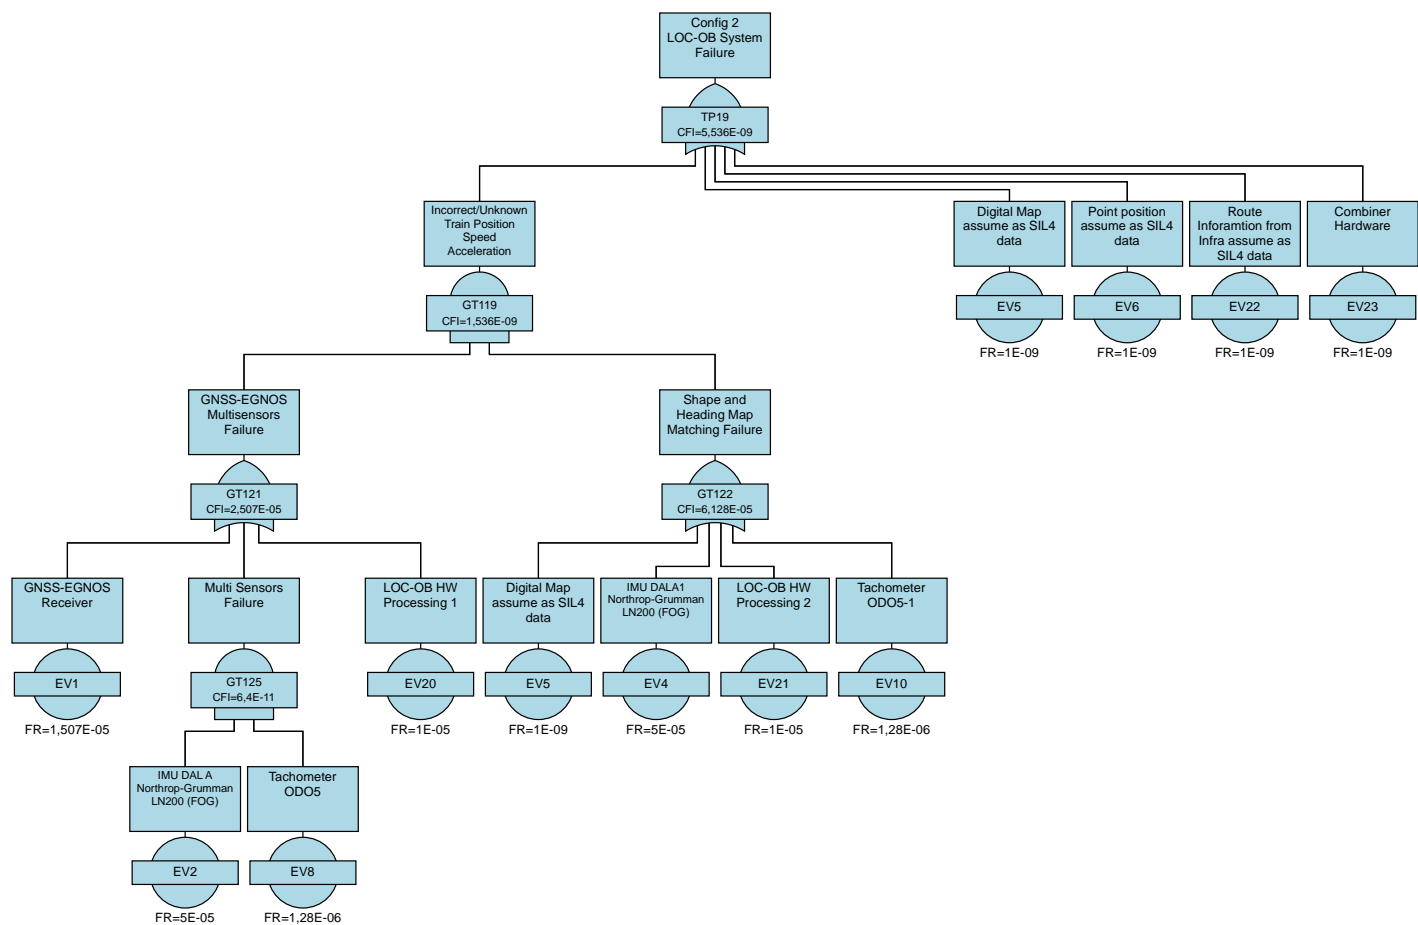 Config 2
LOC-OB System
Failure
TP19
CFI=5,536E-09
Incorrect/Unknown
Train Position
Speed
Acceleration
GT119
CFI=1,536E-09
Digital Map
assume as SIL4
data
EV5
FR=1E-09
Point position
assume as SIL4
data
EV6
FR=1E-09
Route
Inforamtion from
Infra assume as
SIL4 data
EV22
FR=1E-09
Combiner
Hardware
EV23
FR=1E-09
GNSS-EGNOS
Multisensors
Failure
GT121
CFI=2,507E-05
Shape and
Heading Map
Matching Failure
GT122
CFI=6,128E-05
GNSS-EGNOS
Receiver
EV1
FR=1,507E-05
Multi Sensors
Failure
GT125
CFI=6,4E-11
LOC-OB HW
Processing 1
EV20
FR=1E-05
Digital Map
assume as SIL4
data
EV5
FR=1E-09
IMU DALA1
Northrop-Grumman
LN200 (FOG)
EV4
FR=5E-05
LOC-OB HW
Processing 2
EV21
FR=1E-05
Tachometer
ODO5-1
EV10
FR=1,28E-06
IMU DAL A
Northrop-Grumman
LN200 (FOG)
EV2
FR=5E-05
Tachometer
ODO5
EV8
FR=1,28E-06